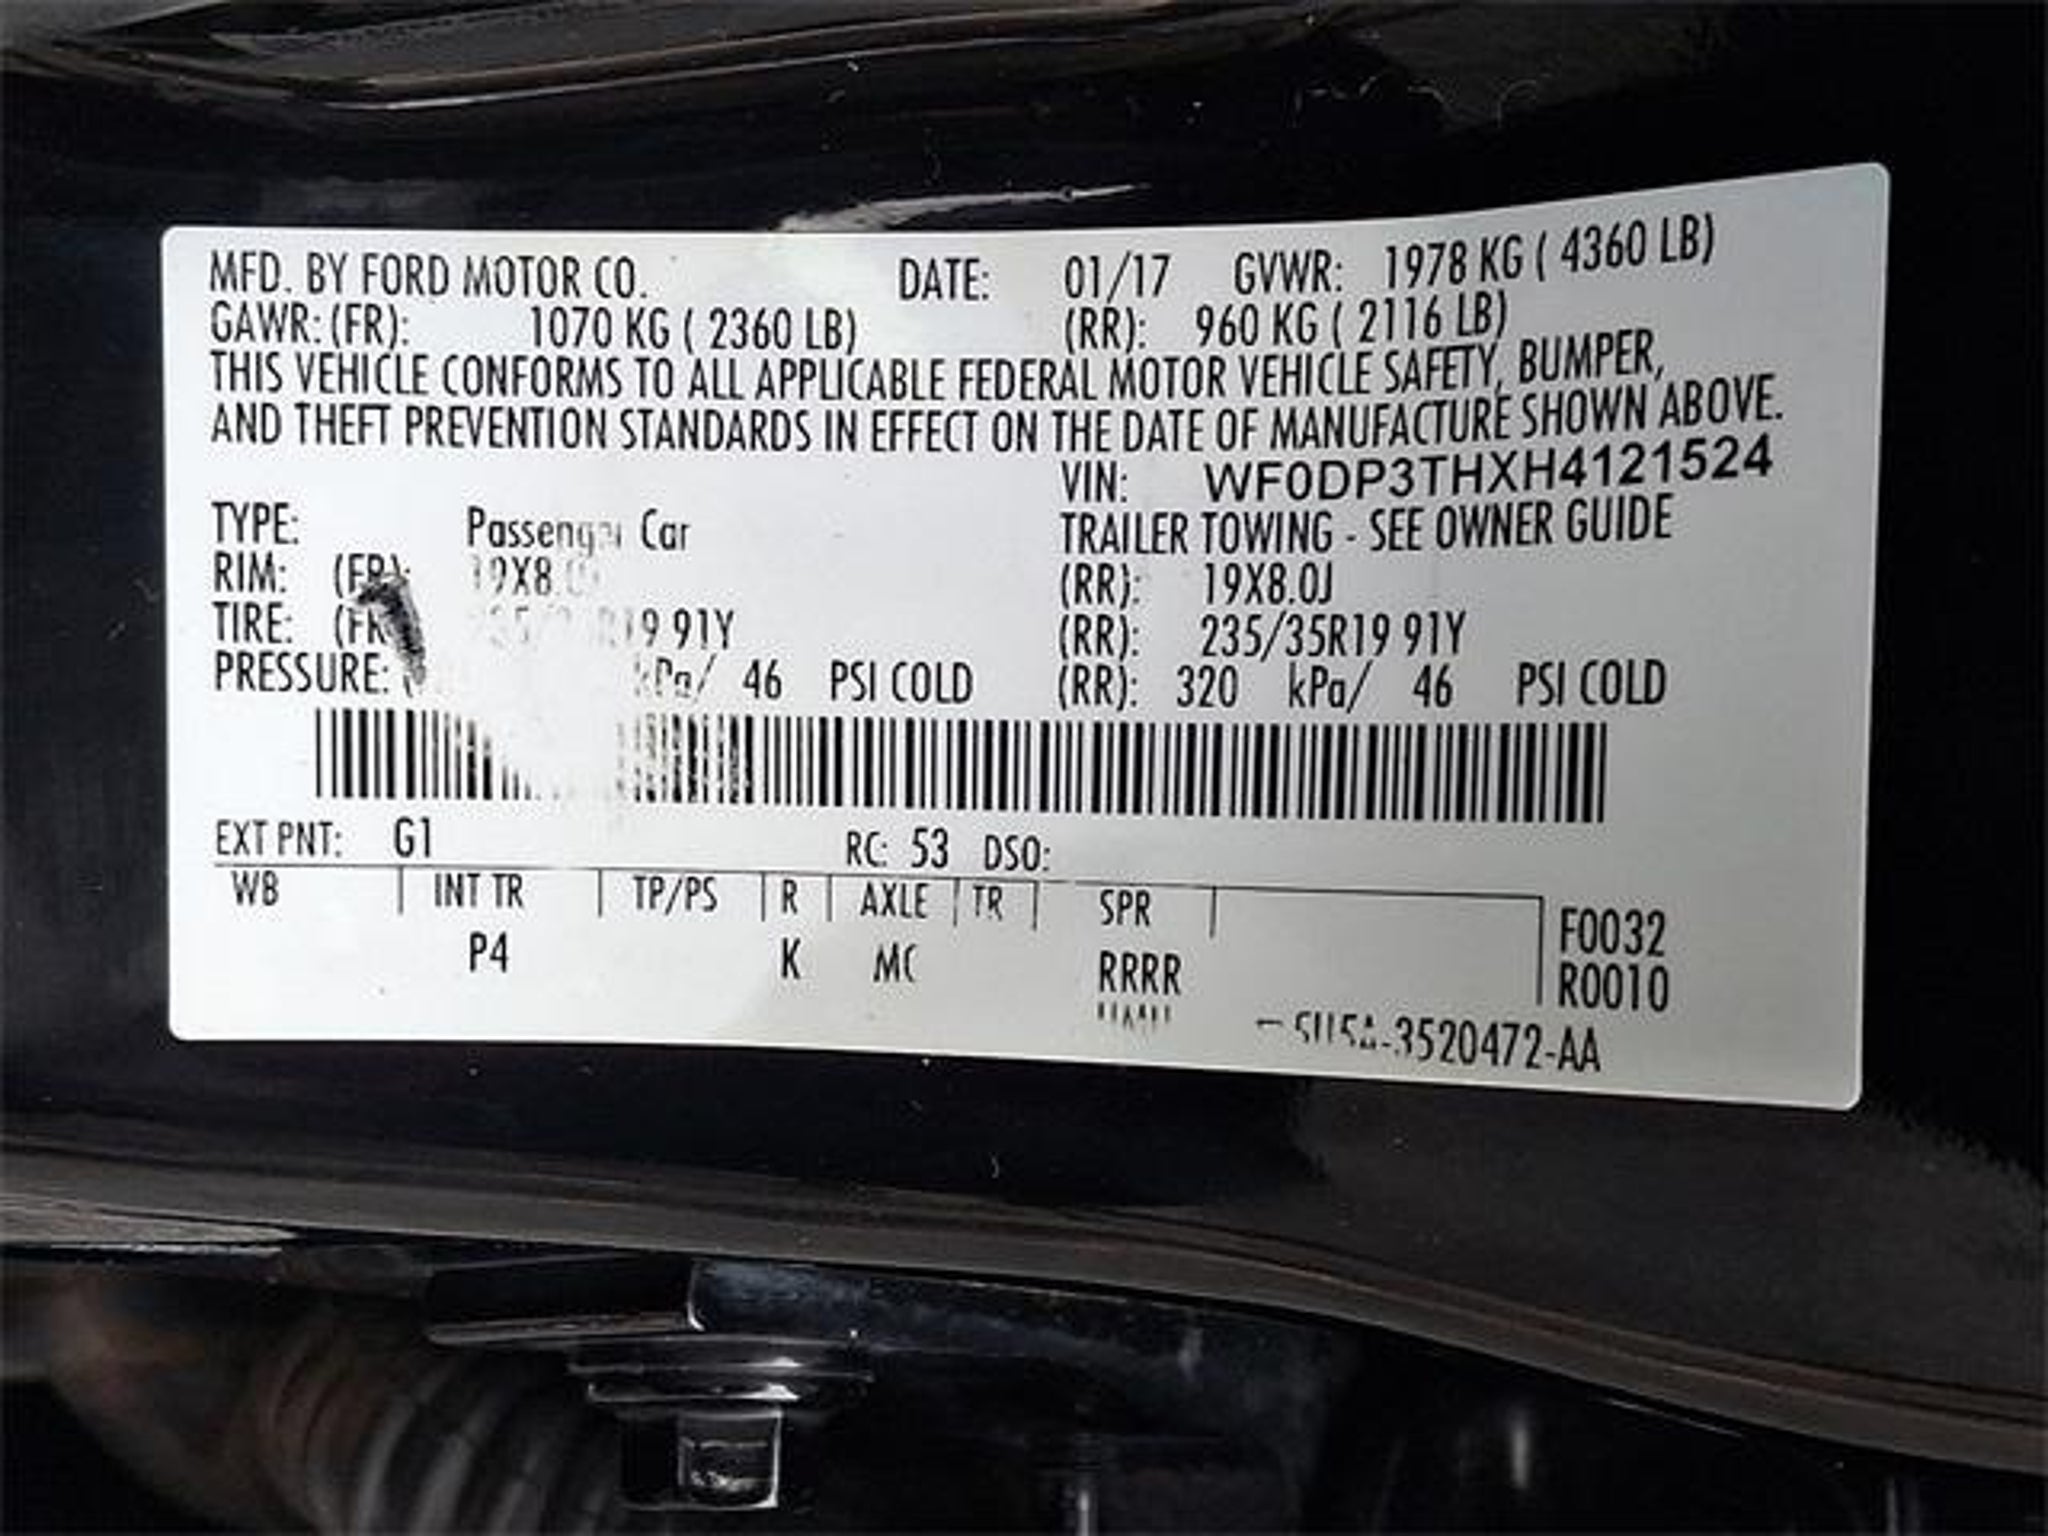 MFD. BY FORD MOTOR CO. DATE: 01/17 GVWR: 1978 KG ( 4360 LB)
GAWR: (FR): 1070 KG ( 2360 LB) (RR): 960 KG ( 2116 LB)
THIS VEHICLE CONFORMS TO ALL APPLICABLE FEDERAL MOTOR VEHICLE SAFETY, BUMPER,
AND THEFT PREVENTION STANDARDS IN EFFECT ON THE DATE OF MANUFACTURE SHOWN ABOVE.
VIN: WF0DP3THXH4121524
TYPE: Passenger Car TRAILER TOWING - SEE OWNER GUIDE
RIM: (FR): (RR): 19X8.0J
TIRE: 91Y (RR): 235/35R19 91Y
PRESSURE: kPa/ 46 PSI COLD (RR): 320 kPa/ 46 PSI COLD
EXT PNT: G1 RC: 53 DSO:
WB INT TR TP/PS R AXLE TR SPR F0032
P4 K MC RRRR R0010